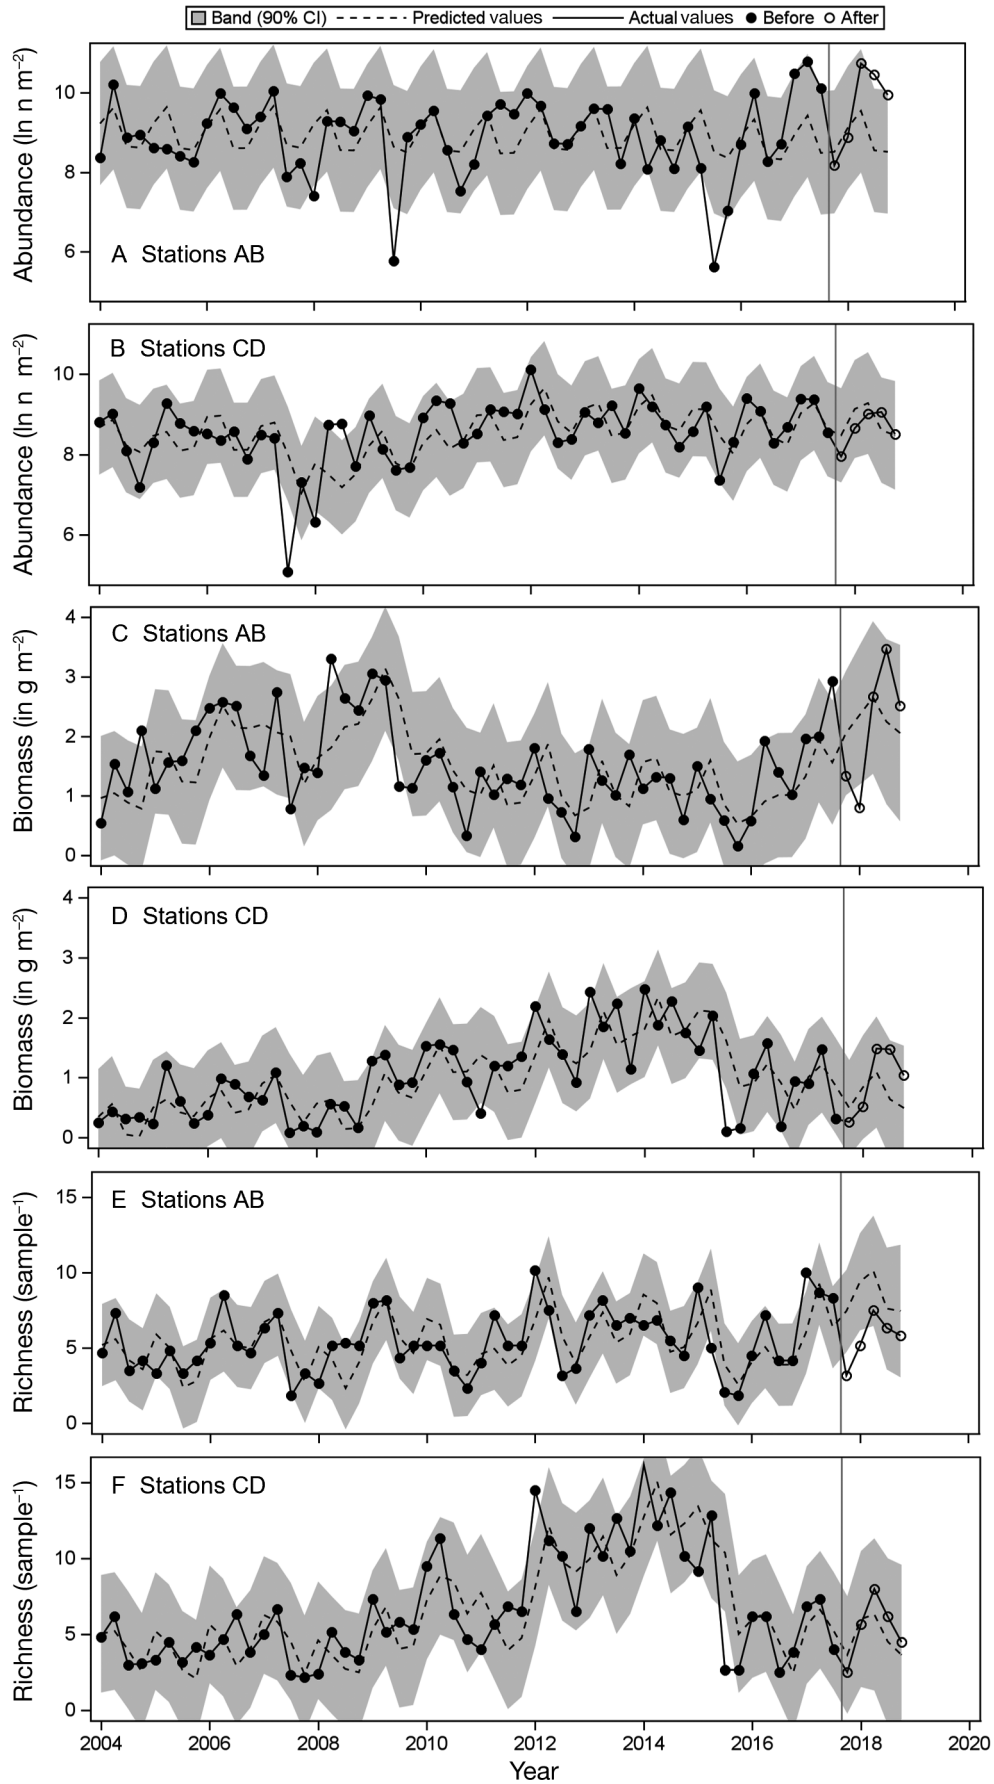 Band (90% CI) Predicted values Actual values Before After
Abundance (ln n m−2)
10
8
6
A Stations AB
Abundance (ln n m−2)
B Stations CD
10
8
6
Biomass (in g m−2)
C Stations AB
4
3
2
1
0
Biomass (in g m−2)
D Stations CD
4
3
2
1
0
Richness (sample−1)
E Stations AB
15
10
5
0
Richness (sample−1)
F Stations CD
15
10
5
0
2004 2006 2008 2010 2012 2014 2016 2018 2020
Year